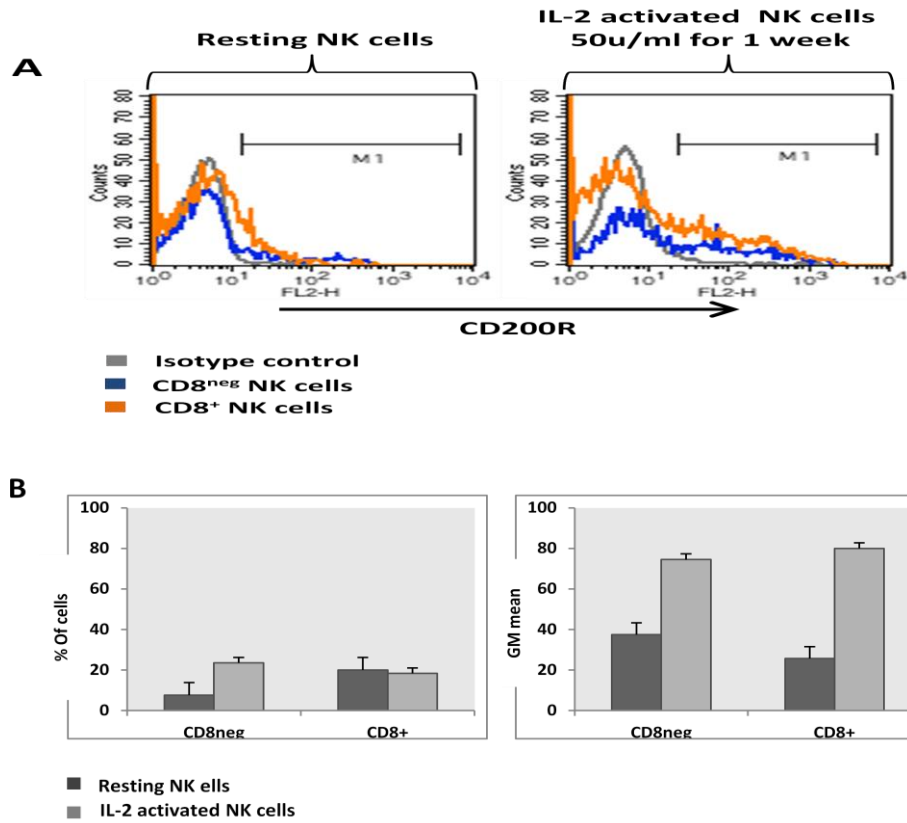 A
Resting NK cells
IL-2 activated NK cells
50u/ml for 1 week
80
70
60
50
40
30
20
10
0
Counts
M1
10⁰ 10¹ 10² 10³ 10⁴
FL2-H
80
70
60
50
40
30
20
10
0
Counts
M1
10⁰ 10¹ 10² 10³ 10⁴
FL2-H
CD200R
Isotype control
CD8ⁿᵉᵍ NK cells
CD8⁺ NK cells
B
100
80
60
40
20
0
% Of cells
CD8neg CD8+
100
80
60
40
20
0
GM mean
CD8neg CD8+
Resting NK ells
IL-2 activated NK cells